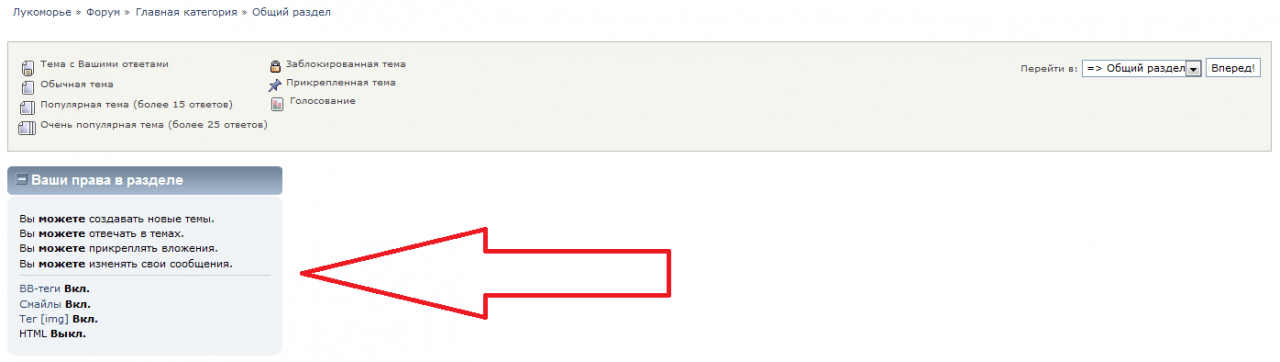 Лукоморье » Форум » Главная категория » Общий раздел
Тема с Вашими ответами
Обычная тема
Популярная тема (более 15 ответов)
Очень популярная тема (более 25 ответов)
Заблокированная тема
Прикрепленная тема
Голосование
Перейти в: => Общий раздел Вперед!
Ваши права в разделе
Вы можете создавать новые темы.
Вы можете отвечать в темах.
Вы можете прикреплять вложения.
Вы можете изменять свои сообщения.
BB-теги Вкл.
Смайлы Вкл.
Тег [img] Вкл.
HTML Выкл.